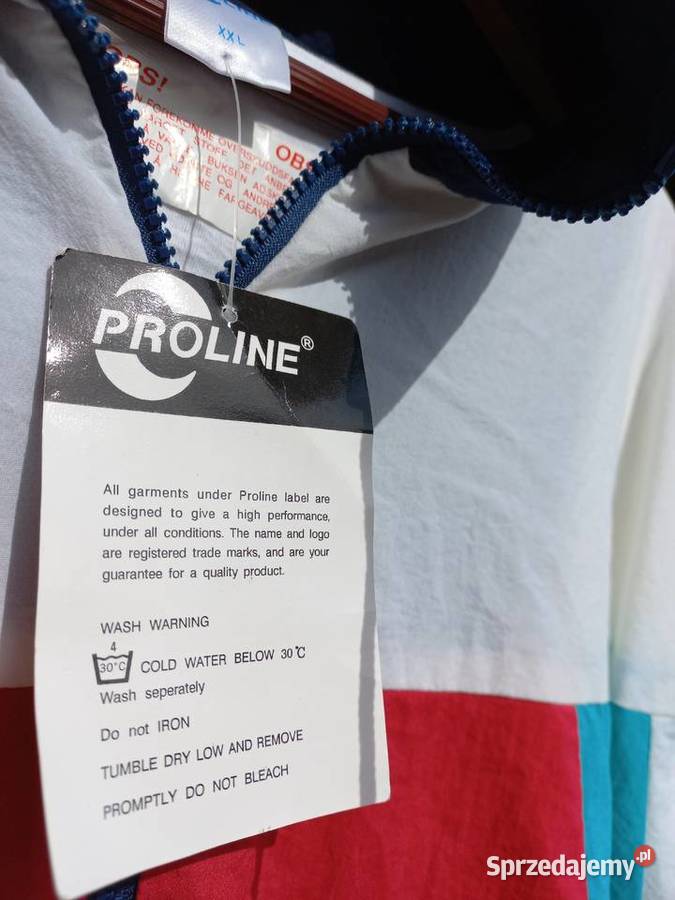 XXL
OBS!
OBS
PROLINE®
All garments under Proline label are
designed to give a high performance,
under all conditions. The name and logo
are registered trade marks, and are your
guarantee for a quality product.
WASH WARNING
4
30°C COLD WATER BELOW 30℃
Wash seperately
Do not IRON
TUMBLE DRY LOW AND REMOVE
PROMPTLY DO NOT BLEACH
Sprzedajemy.pl